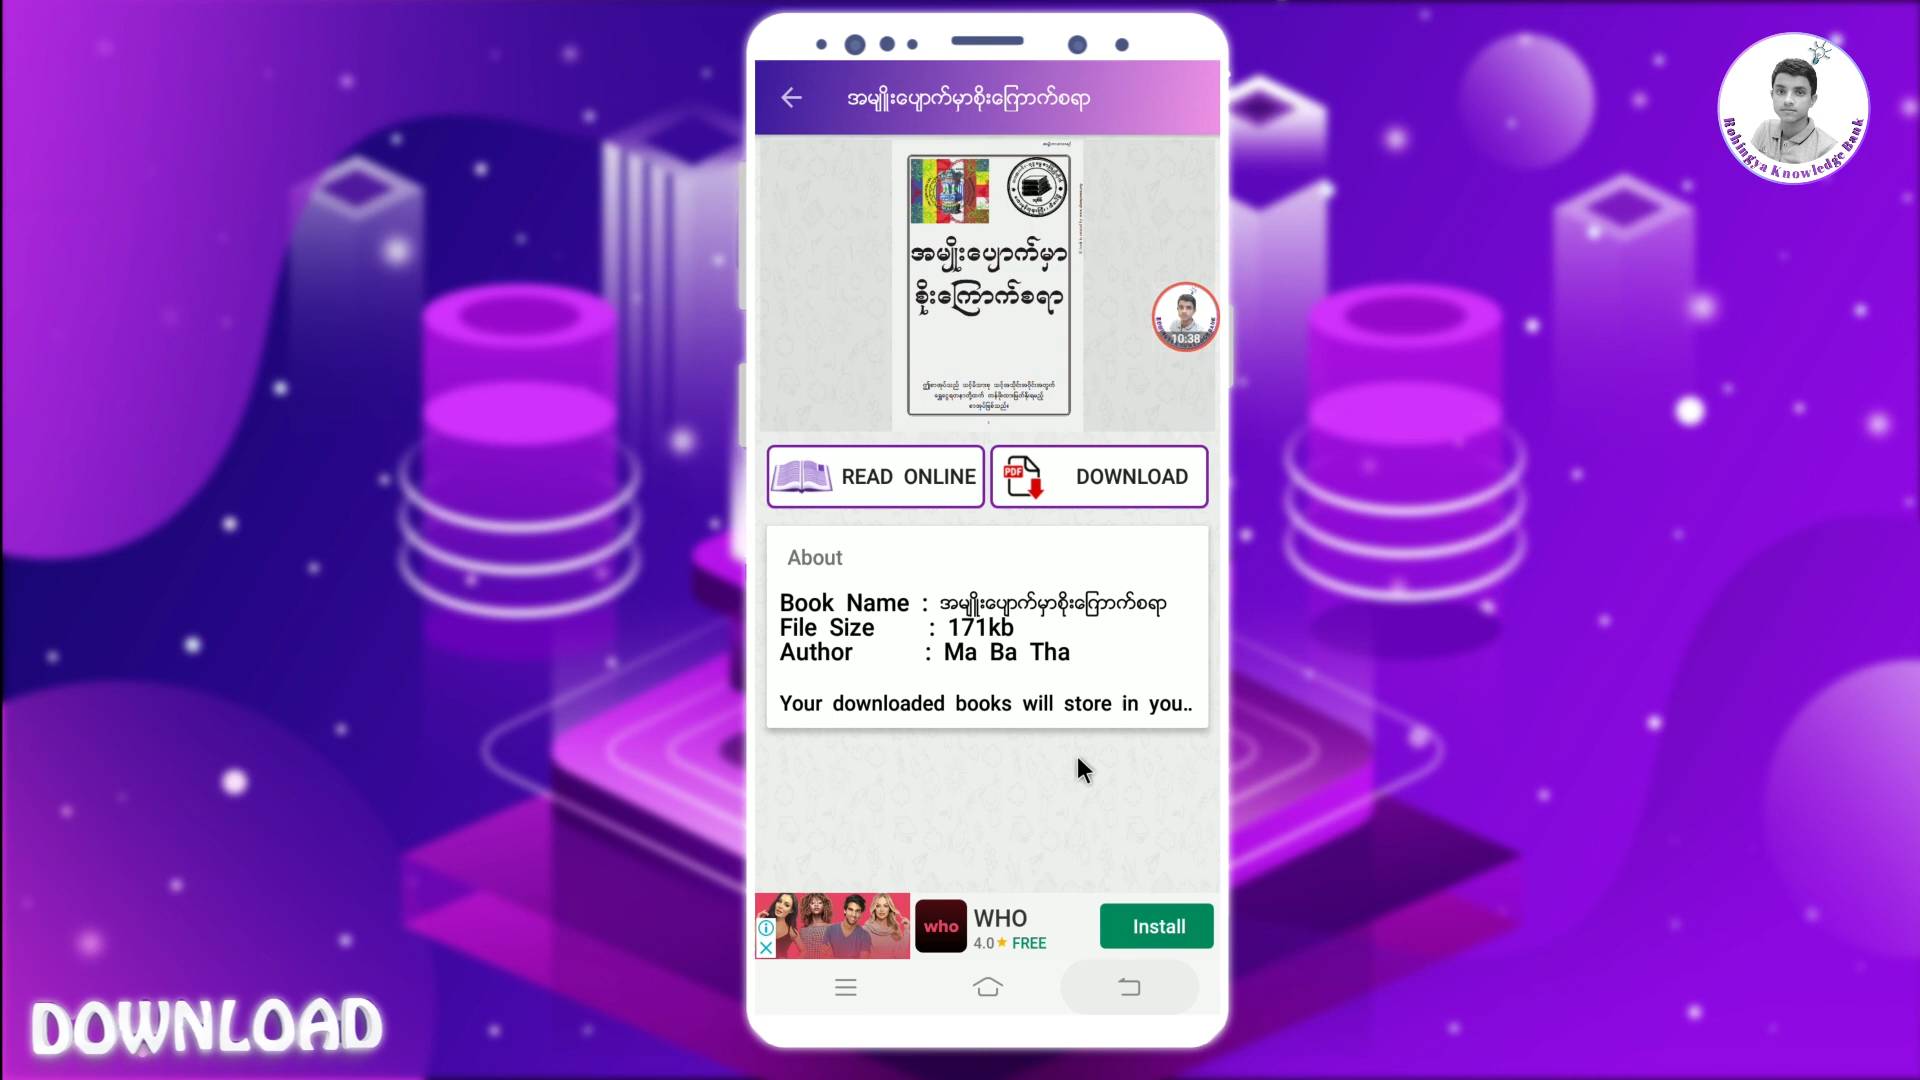 အမျိုးပျောက်မှာစိုးကြောက်စရာ
အမျိုးပျောက်မှာ
စိုးကြောက်စရာ
Rohingya Knowledge Bank
10:38
READ ONLINE
PDF
DOWNLOAD
About
Book Name : အမျိုးပျောက်မှာစိုးကြောက်စရာ
File Size : 171kb
Author : Ma Ba Tha
Your downloaded books will store in you..
who
WHO
4.0★ FREE
Install
DOWNLOAD